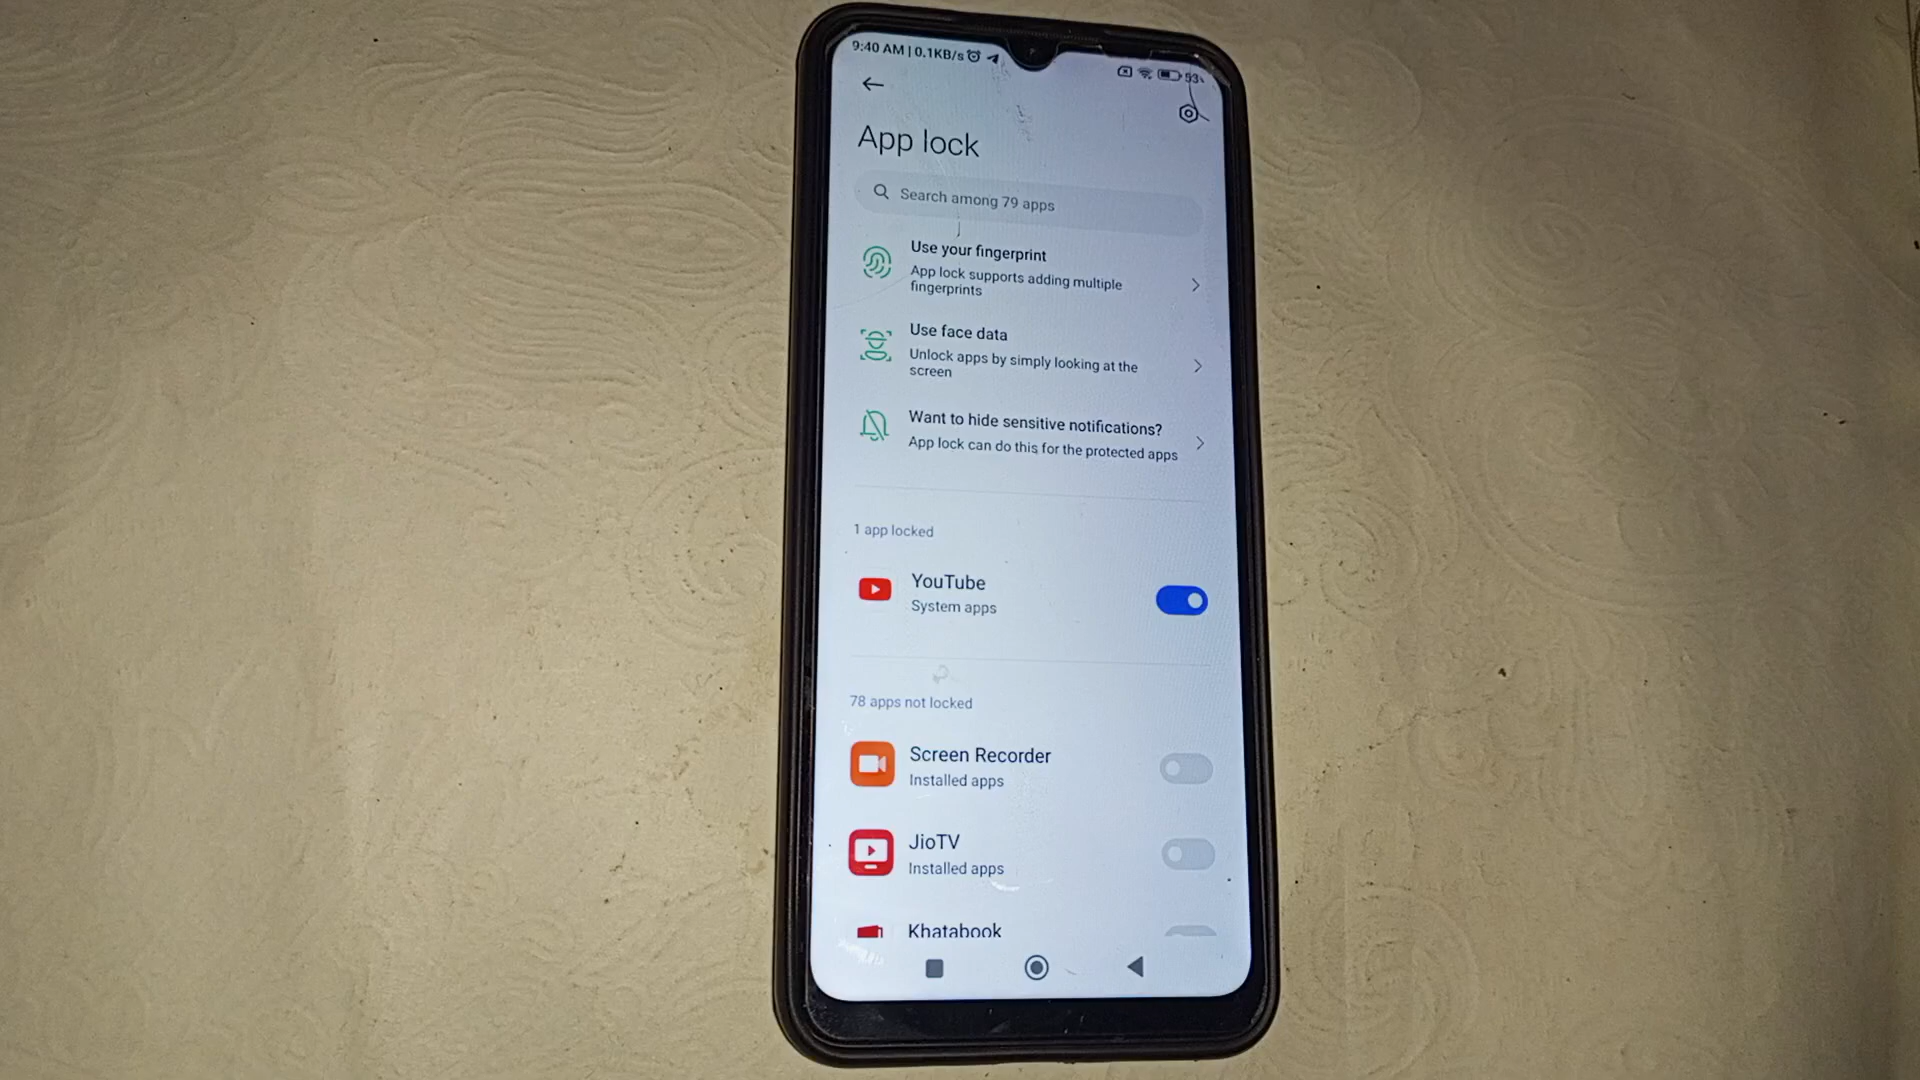 9:40 AM | 0.1KB/s
53
App lock
Search among 79 apps
Use your fingerprint
App lock supports adding multiple
fingerprints
Use face data
Unlock apps by simply looking at the
screen
Want to hide sensitive notifications?
App lock can do this for the protected apps
1 app locked
YouTube
System apps
78 apps not locked
Screen Recorder
Installed apps
JioTV
Installed apps
Khatabook